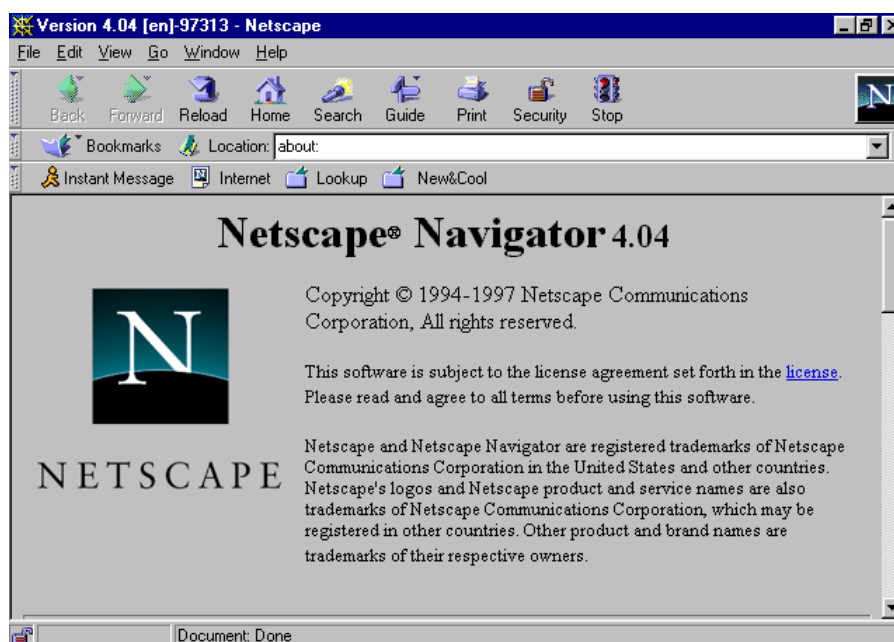 Version 4.04 [en]-97313 - Netscape
File Edit View Go Window Help
Back Forward Reload Home Search Guide Print Security Stop
N
Bookmarks Location: about:
Instant Message Internet Lookup New&Cool
Netscape® Navigator 4.04
Copyright © 1994-1997 Netscape Communications
Corporation, All rights reserved.
N
NETSCAPE
This software is subject to the license agreement set forth in the license.
Please read and agree to all terms before using this software.
Netscape and Netscape Navigator are registered trademarks of Netscape
Communications Corporation in the United States and other countries.
Netscape's logos and Netscape product and service names are also
trademarks of Netscape Communications Corporation, which may be
registered in other countries. Other product and brand names are
trademarks of their respective owners.
Document: Done